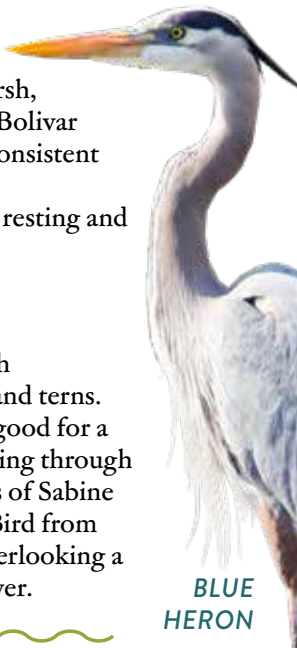 rsh,
Bolivar
onsistent
resting and
h
and terns.
good for a
ing through
s of Sabine
Bird from
erlooking a
ver.
BLUE
HERON